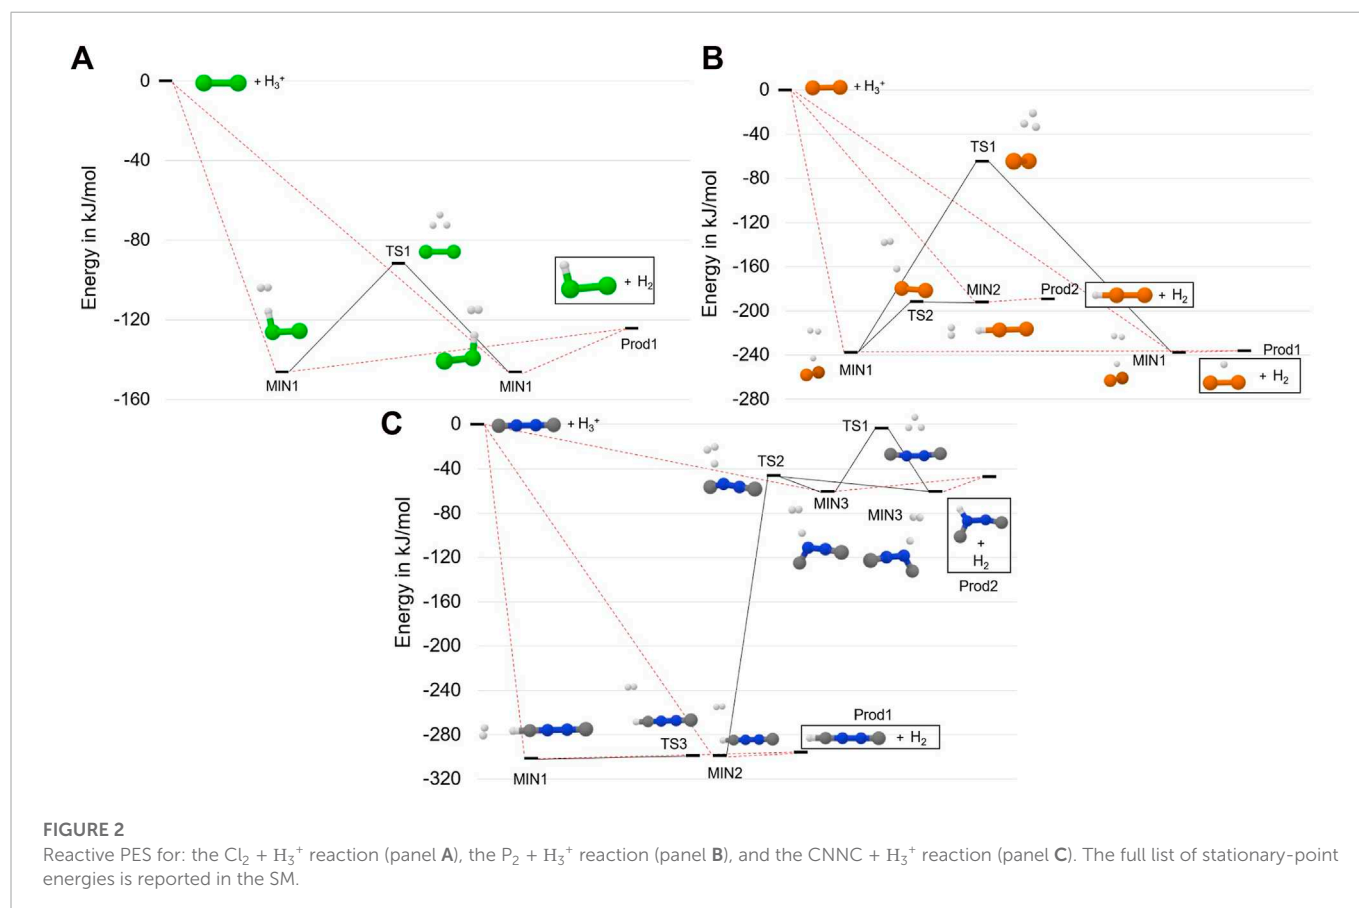 A
0
-40
-80
-120
-160
Energy in kJ/mol
+ H₃⁺
TS1
MIN1
MIN1
Prod1
+ H₂
B
0
-40
-80
-120
-160
-200
-240
-280
Energy in kJ/mol
+ H₃⁺
TS1
MIN2
Prod2
+ H₂
TS2
MIN1
MIN1
Prod1
+ H₂
C
0
-40
-80
-120
-160
-200
-240
-280
-320
Energy in kJ/mol
+ H₃⁺
TS1
TS2
MIN3
MIN3
+
H₂
Prod2
Prod1
+ H₂
TS3
MIN1
MIN2
FIGURE 2
Reactive PES for: the Cl₂ + H₃⁺ reaction (panel A), the P₂ + H₃⁺ reaction (panel B), and the CNNC + H₃⁺ reaction (panel C). The full list of stationary-point
energies is reported in the SM.